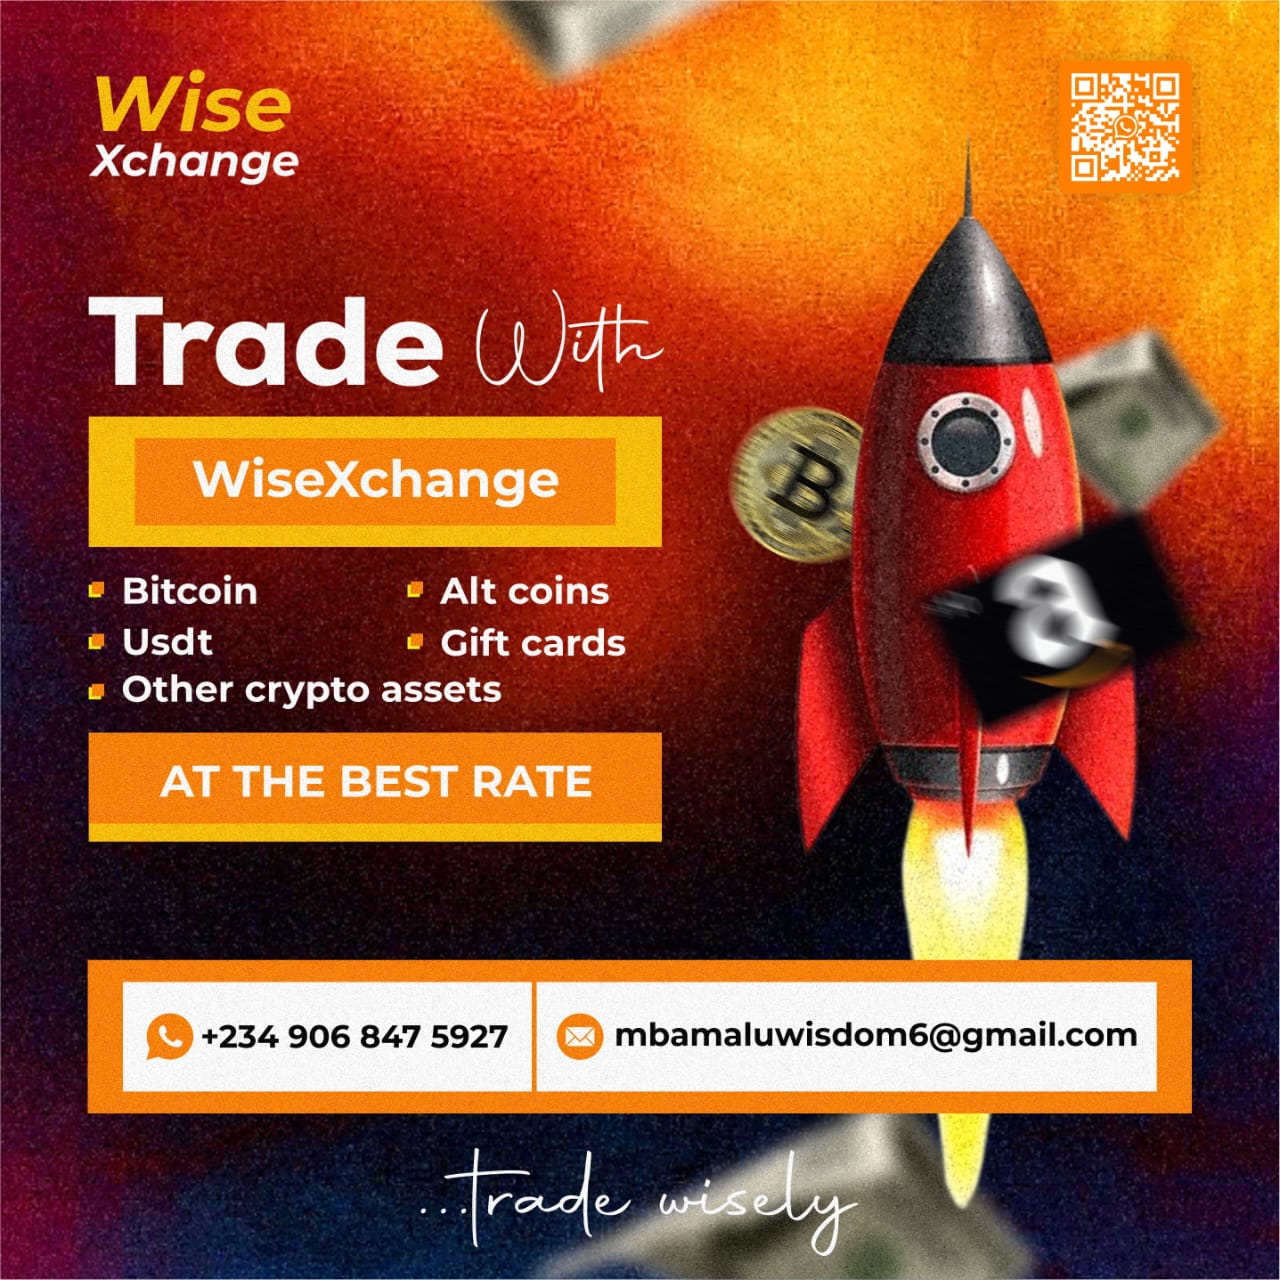 Wise
Xchange
Trade With
WiseXchange
Bitcoin
Alt coins
Usdt
Gift cards
Other crypto assets
AT THE BEST RATE
+234 906 847 5927
mbamaluwisdom6@gmail.com
...trade wisely